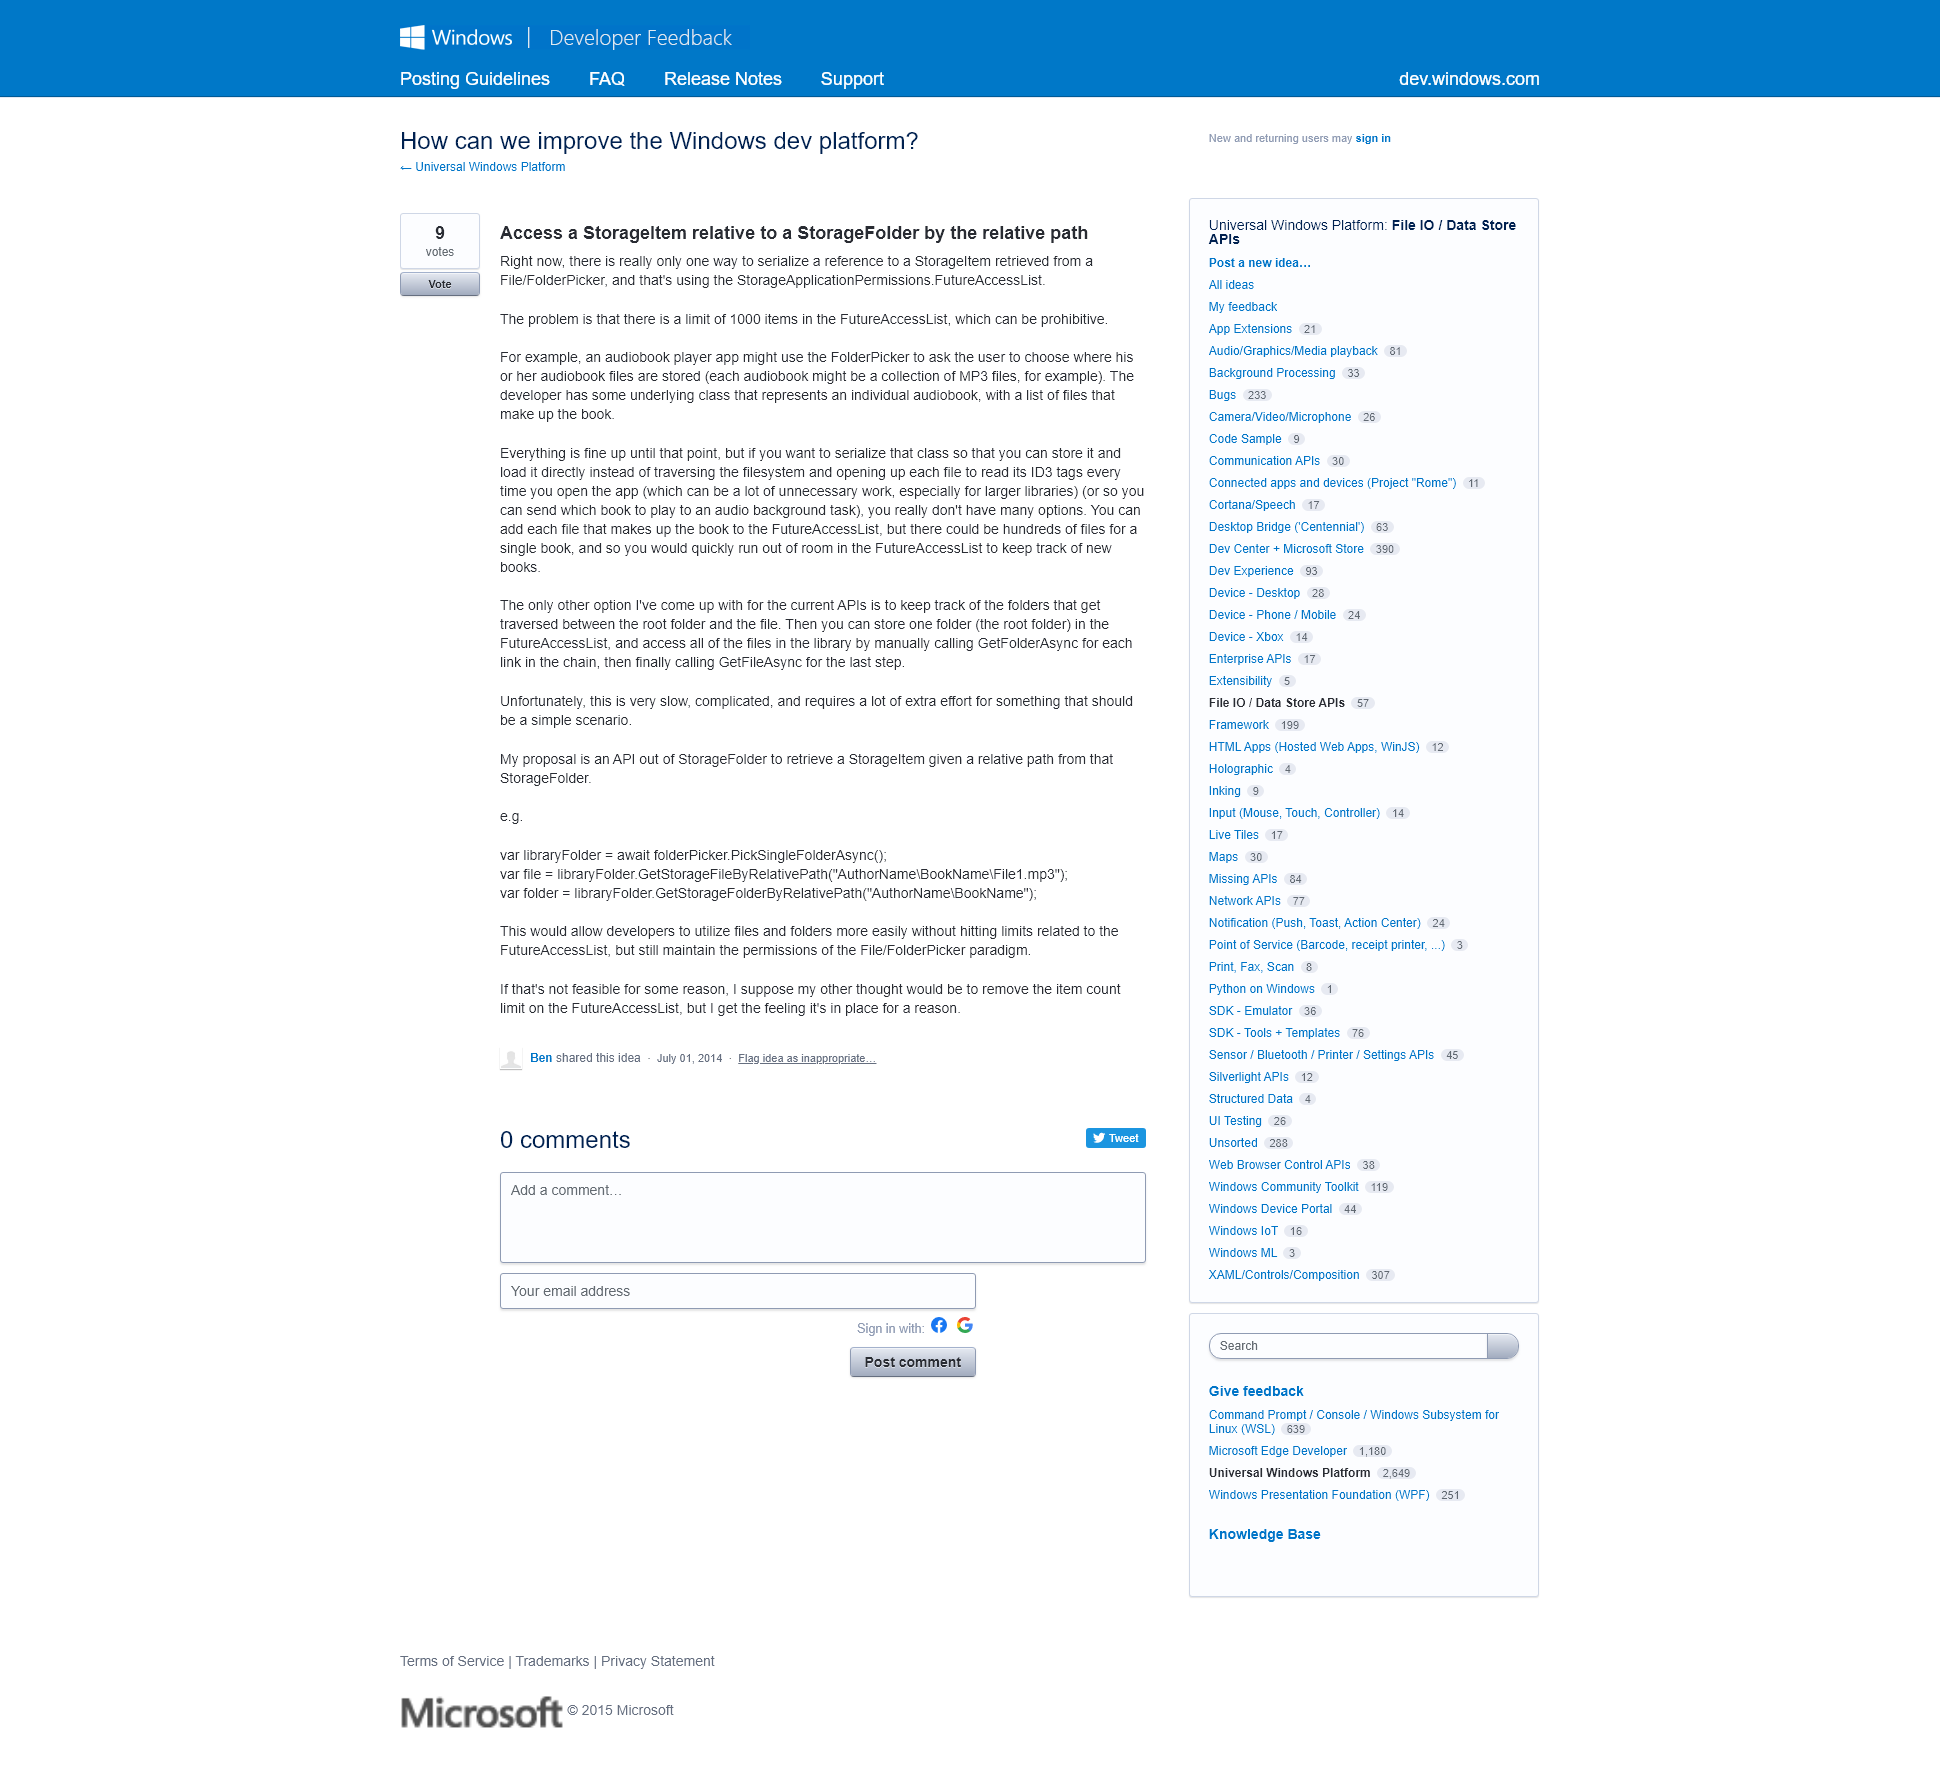 Windows | Developer Feedback
Posting Guidelines FAQ Release Notes Support dev.windows.com
How can we improve the Windows dev platform?
← Universal Windows Platform
New and returning users may sign in
9
votes
Vote
Access a StorageItem relative to a StorageFolder by the relative path
Right now, there is really only one way to serialize a reference to a StorageItem retrieved from a
File/FolderPicker, and that's using the StorageApplicationPermissions.FutureAccessList.
The problem is that there is a limit of 1000 items in the FutureAccessList, which can be prohibitive.
For example, an audiobook player app might use the FolderPicker to ask the user to choose where his
or her audiobook files are stored (each audiobook might be a collection of MP3 files, for example). The
developer has some underlying class that represents an individual audiobook, with a list of files that
make up the book.
Everything is fine up until that point, but if you want to serialize that class so that you can store it and
load it directly instead of traversing the filesystem and opening up each file to read its ID3 tags every
time you open the app (which can be a lot of unnecessary work, especially for larger libraries) (or so you
can send which book to play to an audio background task), you really don't have many options. You can
add each file that makes up the book to the FutureAccessList, but there could be hundreds of files for a
single book, and so you would quickly run out of room in the FutureAccessList to keep track of new
books.
The only other option I've come up with for the current APIs is to keep track of the folders that get
traversed between the root folder and the file. Then you can store one folder (the root folder) in the
FutureAccessList, and access all of the files in the library by manually calling GetFolderAsync for each
link in the chain, then finally calling GetFileAsync for the last step.
Unfortunately, this is very slow, complicated, and requires a lot of extra effort for something that should
be a simple scenario.
My proposal is an API out of StorageFolder to retrieve a StorageItem given a relative path from that
StorageFolder.
e.g.
var libraryFolder = await folderPicker.PickSingleFolderAsync();
var file = libraryFolder.GetStorageFileByRelativePath("AuthorName\BookName\File1.mp3");
var folder = libraryFolder.GetStorageFolderByRelativePath("AuthorName\BookName");
This would allow developers to utilize files and folders more easily without hitting limits related to the
FutureAccessList, but still maintain the permissions of the File/FolderPicker paradigm.
If that's not feasible for some reason, I suppose my other thought would be to remove the item count
limit on the FutureAccessList, but I get the feeling it's in place for a reason.
Ben shared this idea · July 01, 2014 · Flag idea as inappropriate…
0 comments
Tweet
Add a comment…
Your email address
Sign in with:
Post comment
Universal Windows Platform: File IO / Data Store
APIs
Post a new idea…
All ideas
My feedback
App Extensions 21
Audio/Graphics/Media playback 81
Background Processing 33
Bugs 233
Camera/Video/Microphone 26
Code Sample 9
Communication APIs 30
Connected apps and devices (Project "Rome") 11
Cortana/Speech 17
Desktop Bridge ('Centennial') 63
Dev Center + Microsoft Store 390
Dev Experience 93
Device - Desktop 28
Device - Phone / Mobile 24
Device - Xbox 14
Enterprise APIs 17
Extensibility 5
File IO / Data Store APIs 57
Framework 199
HTML Apps (Hosted Web Apps, WinJS) 12
Holographic 4
Inking 9
Input (Mouse, Touch, Controller) 14
Live Tiles 17
Maps 30
Missing APIs 84
Network APIs 77
Notification (Push, Toast, Action Center) 24
Point of Service (Barcode, receipt printer, ...) 3
Print, Fax, Scan 8
Python on Windows 1
SDK - Emulator 36
SDK - Tools + Templates 76
Sensor / Bluetooth / Printer / Settings APIs 45
Silverlight APIs 12
Structured Data 4
UI Testing 26
Unsorted 288
Web Browser Control APIs 38
Windows Community Toolkit 119
Windows Device Portal 44
Windows IoT 16
Windows ML 3
XAML/Controls/Composition 307
Search
Give feedback
Command Prompt / Console / Windows Subsystem for
Linux (WSL) 639
Microsoft Edge Developer 1,180
Universal Windows Platform 2,649
Windows Presentation Foundation (WPF) 251
Knowledge Base
Terms of Service | Trademarks | Privacy Statement
Microsoft © 2015 Microsoft